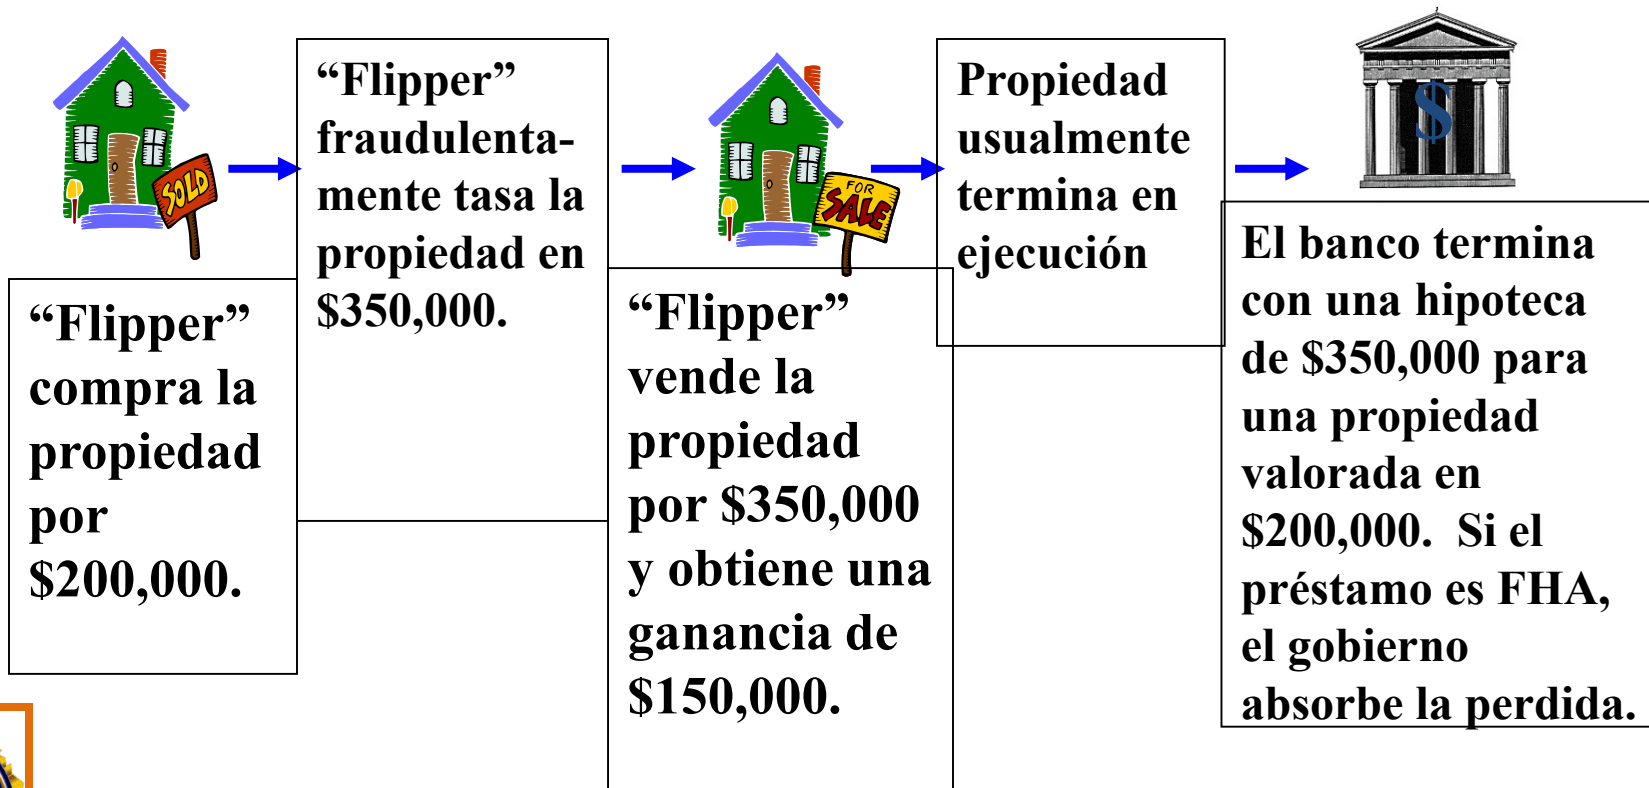 SOLD
“Flipper”
compra la
propiedad
por
$200,000.
“Flipper”
fraudulenta-
mente tasa la
propiedad en
$350,000.
FOR
SALE
“Flipper”
vende la
propiedad
por $350,000
y obtiene una
ganancia de
$150,000.
Propiedad
usualmente
termina en
ejecución
$
El banco termina
con una hipoteca
de $350,000 para
una propiedad
valorada en
$200,000.  Si el
préstamo es FHA,
el gobierno
absorbe la perdida.